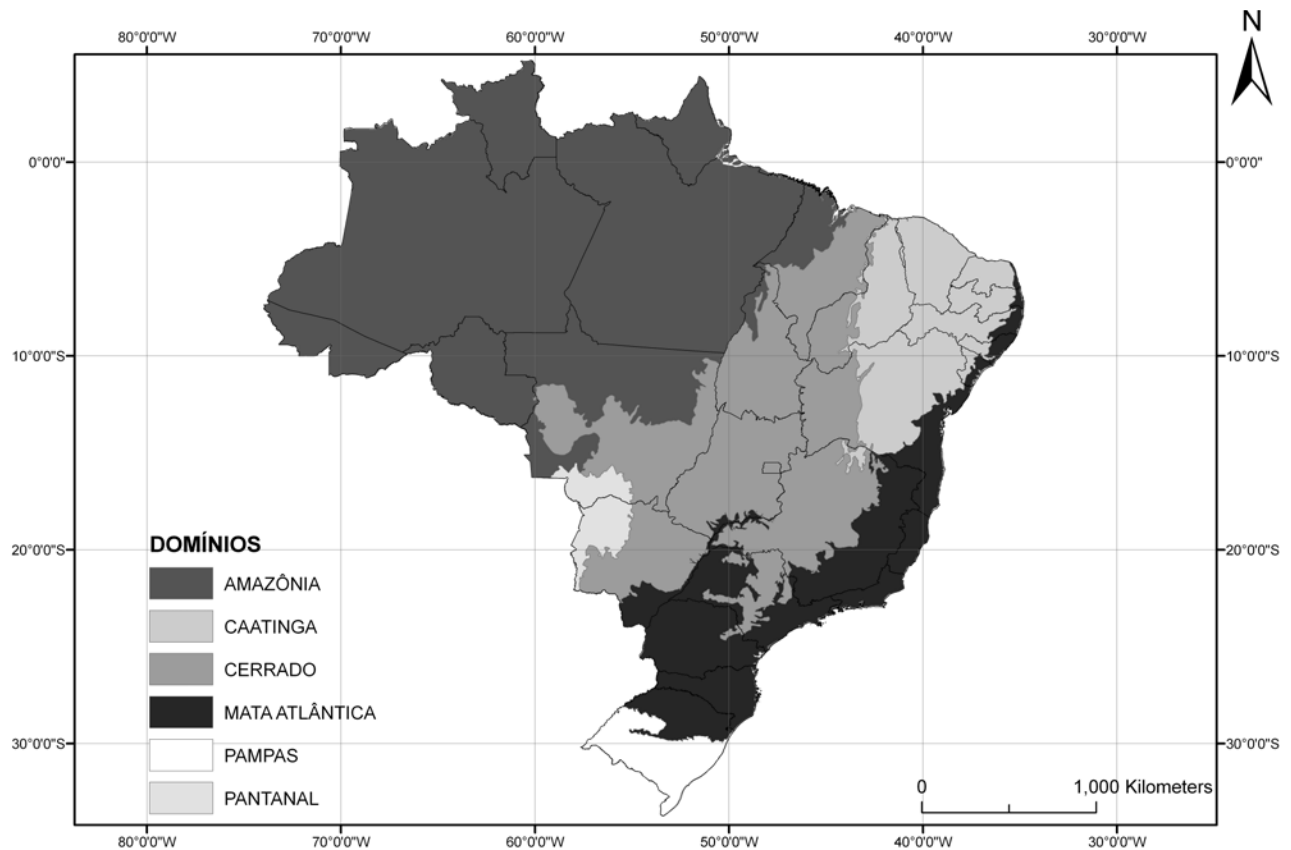 N
80°0'0"W 70°0'0"W 60°0'0"W 50°0'0"W 40°0'0"W 30°0'0"W
0°0'0" 0°0'0"
10°0'0"S 10°0'0"S
20°0'0"S 20°0'0"S
30°0'0"S 30°0'0"S
DOMÍNIOS
AMAZÔNIA
CAATINGA
CERRADO
MATA ATLÂNTICA
PAMPAS
PANTANAL
0 1,000 Kilometers
80°0'0"W 70°0'0"W 60°0'0"W 50°0'0"W 40°0'0"W 30°0'0"W